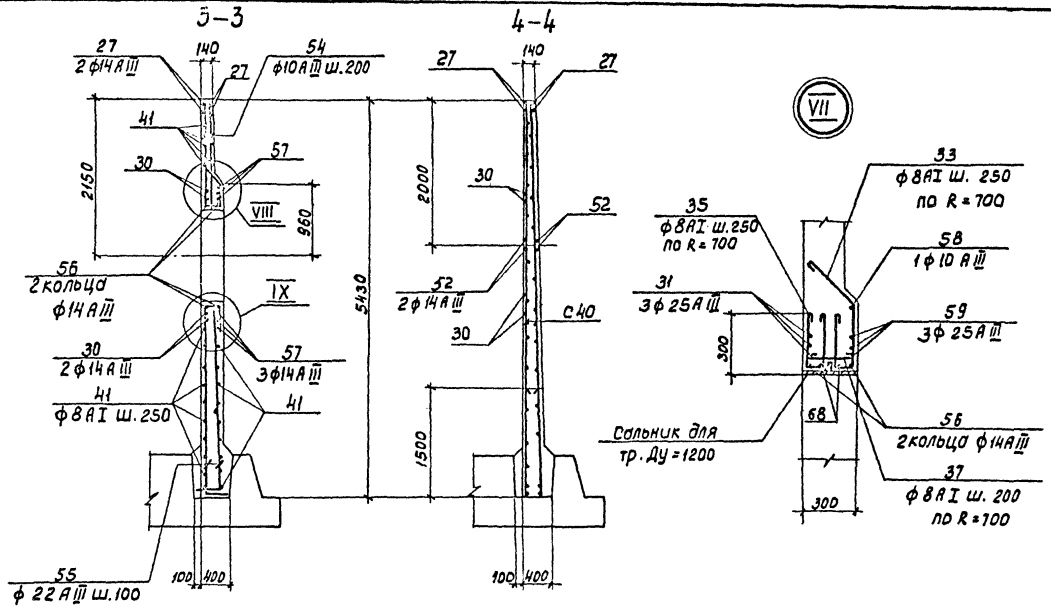 5-3
4-4
27
2ф14АIII
140
27
54
ф10АIII Ш.200
41
30
57
2150
VIII
960
5430
56
2 кольца
ф14АIII
IX
30
2ф14АIII
57
3ф14АIII
41
ф8АI Ш.250
41
100
400
55
ф22АIII Ш.100
140
27
27
2000
30
52
52
2ф14АIII
30
С40
1500
100
400
VII
33
ф8АI Ш. 250
по R=700
35
ф8АI Ш.250
по R=700
58
1ф10АIII
31
3ф25АIII
59
3ф25АIII
300
68
Сальник для
тр. Ду=1200
56
2 кольца ф14АIII
37
ф8АI Ш. 200
по R=700
300